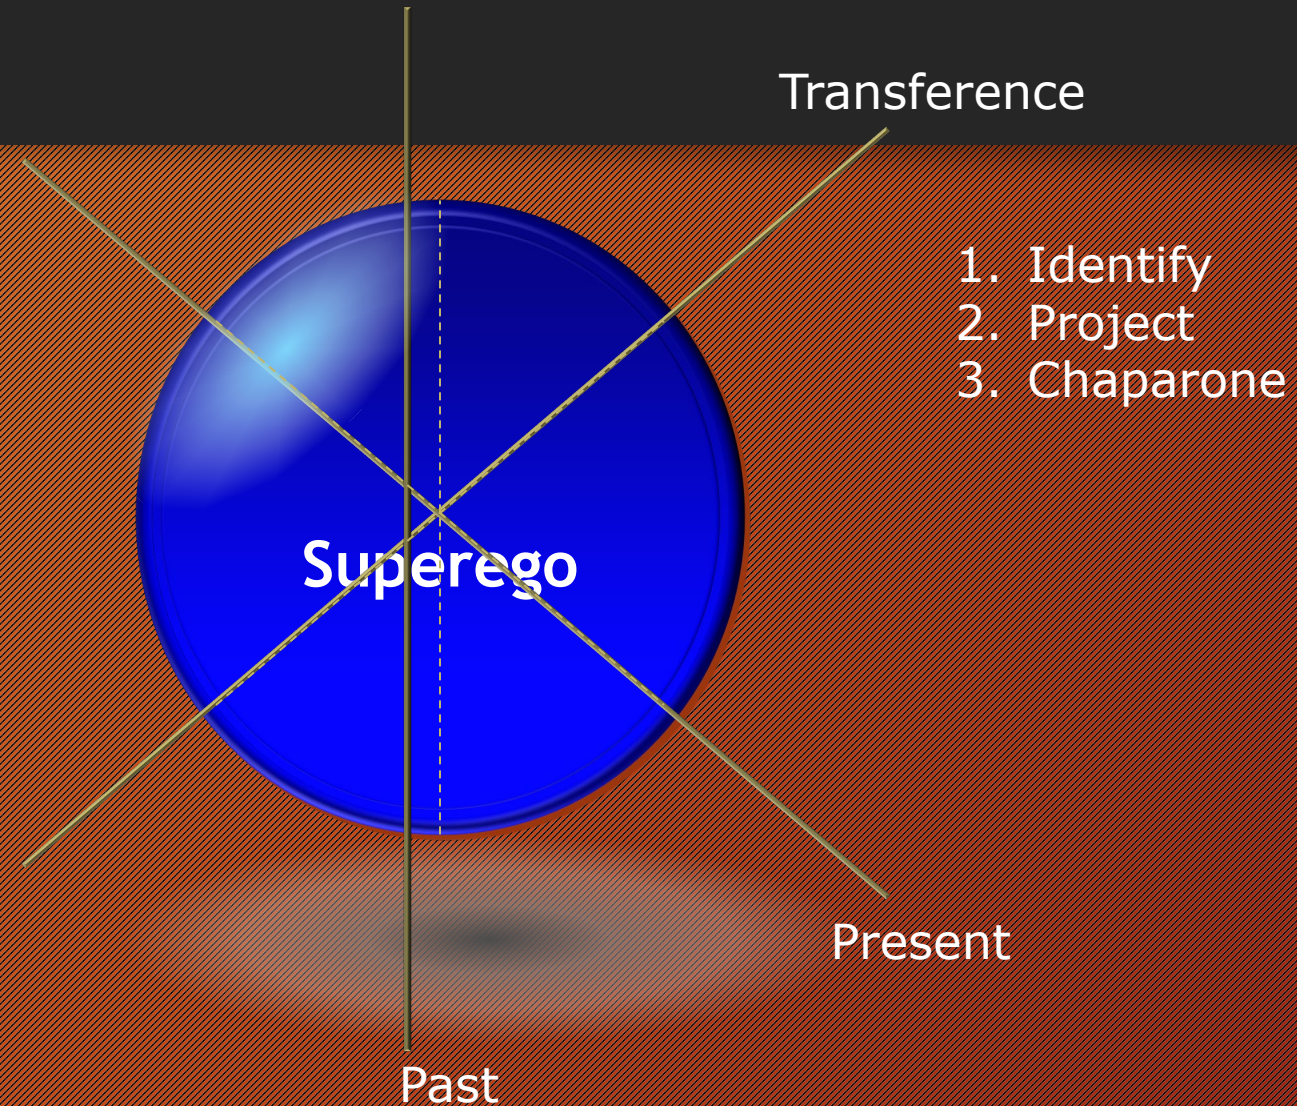 Transference
1. Identify
2. Project
3. Chaparone
Superego
Present
Past